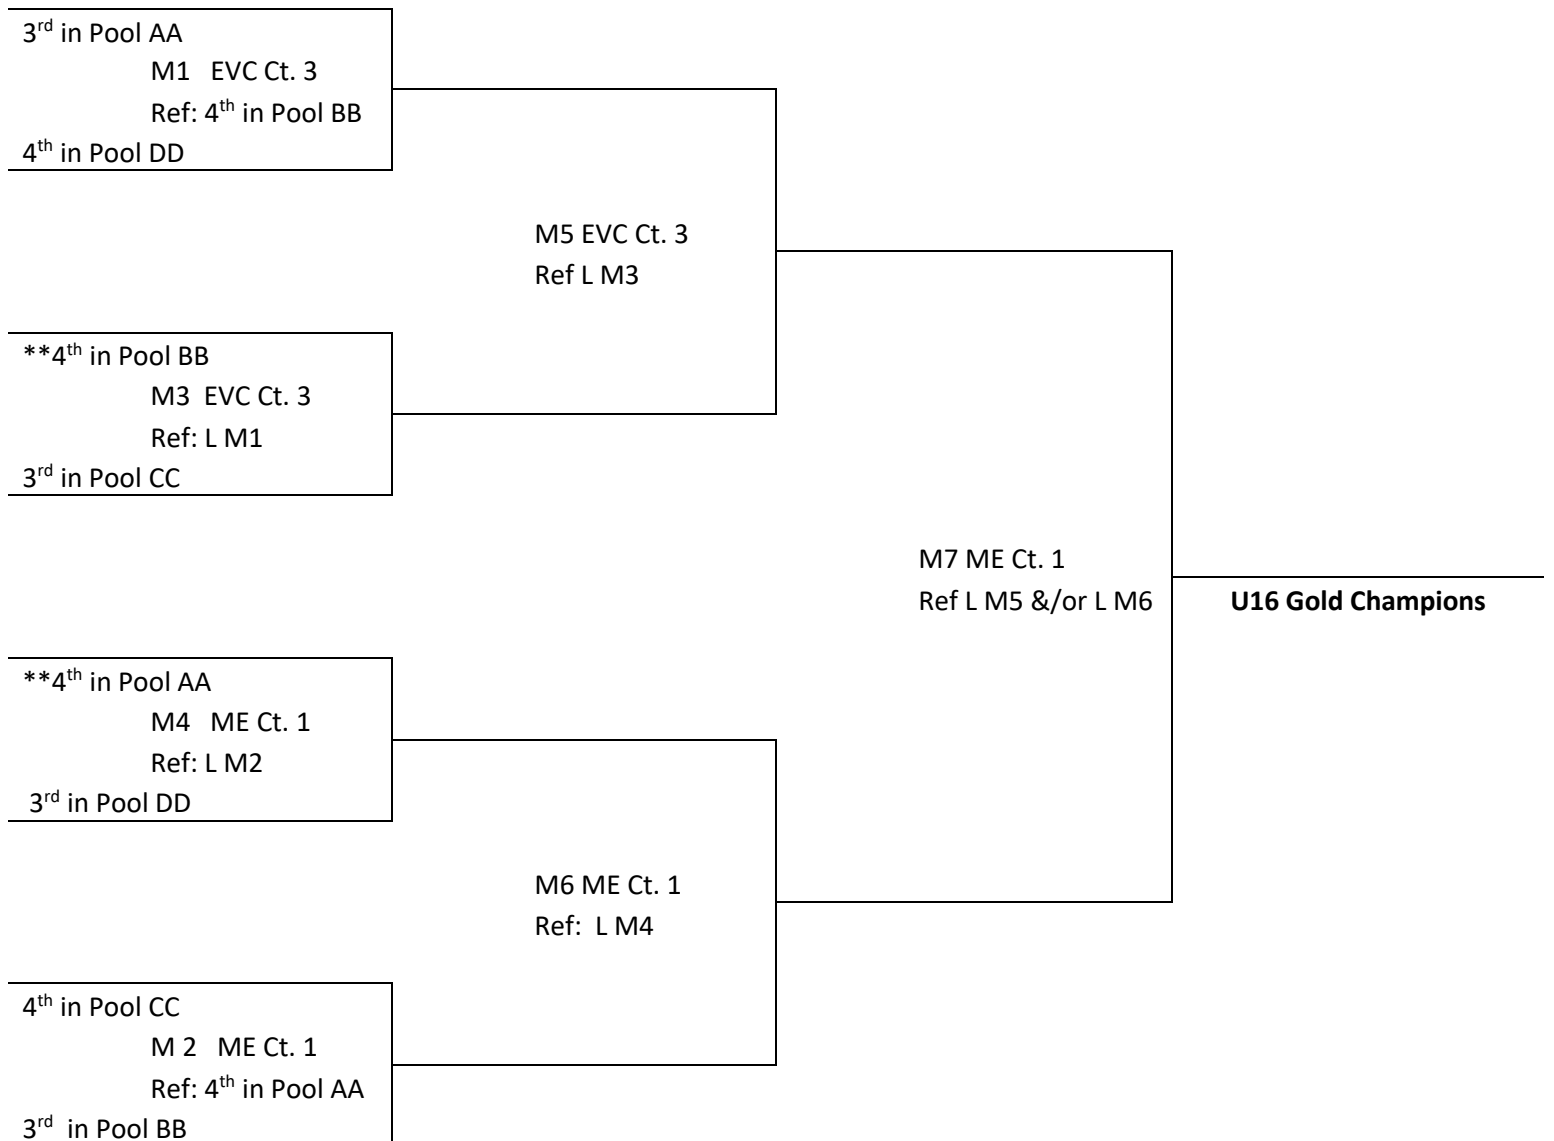 3rd in Pool AA
M1 EVC Ct. 3
Ref: 4th in Pool BB
4th in Pool DD
M5 EVC Ct. 3
Ref L M3
**4th in Pool BB
M3 EVC Ct. 3
Ref: L M1
3rd in Pool CC
M7 ME Ct. 1
Ref L M5 &/or L M6
U16 Gold Champions
**4th in Pool AA
M4 ME Ct. 1
Ref: L M2
3rd in Pool DD
M6 ME Ct. 1
Ref: L M4
4th in Pool CC
M 2 ME Ct. 1
Ref: 4th in Pool AA
3rd in Pool BB